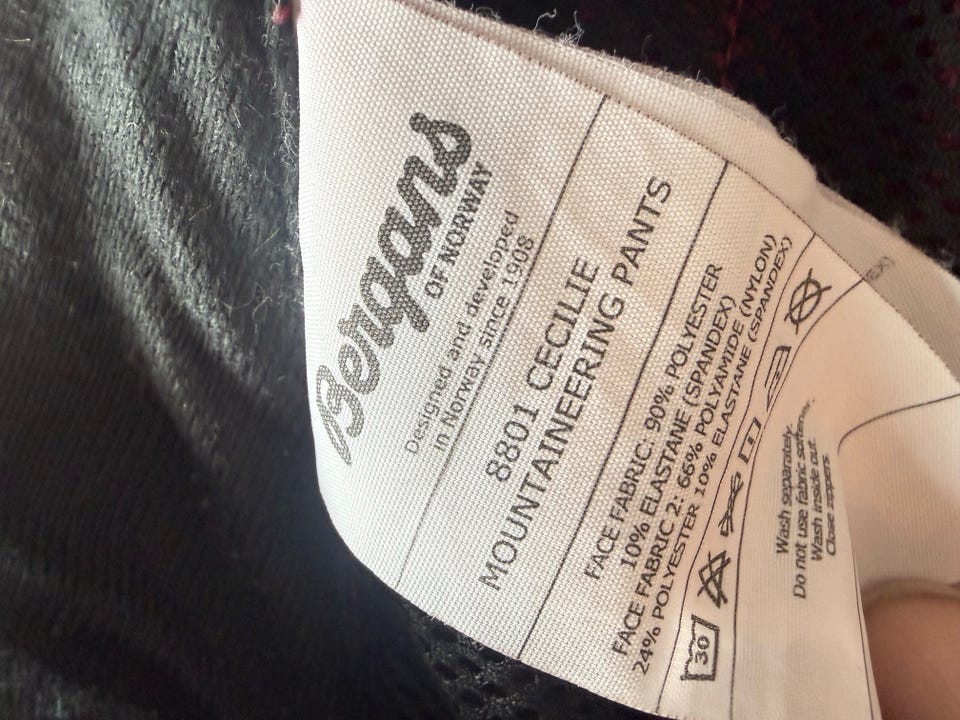 Bergans
OF NORWAY
Designed and developed
in Norway since 1908
8801 CECILIE
MOUNTAINEERING PANTS
FACE FABRIC: 90% POLYESTER
10% ELASTANE (SPANDEX)
FACE FABRIC 2: 66% POLYAMIDE (NYLON)
24% POLYESTER 10% ELASTANE (SPANDEX)
30
Wash separately.
Do not use fabric softener.
Wash inside out.
Close zippers.